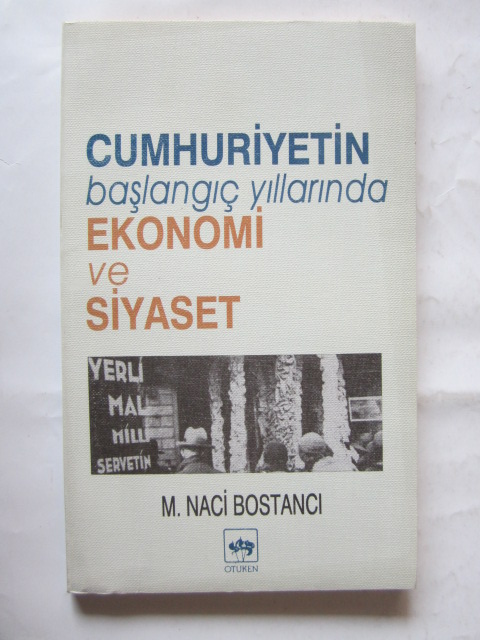 CUMHURİYETİN
başlangıç yıllarında
EKONOMİ
ve
SİYASET
YERLİ
MAL
MİLLİ
SERVETİN
M. NACİ BOSTANCI
ÖTÜKEN